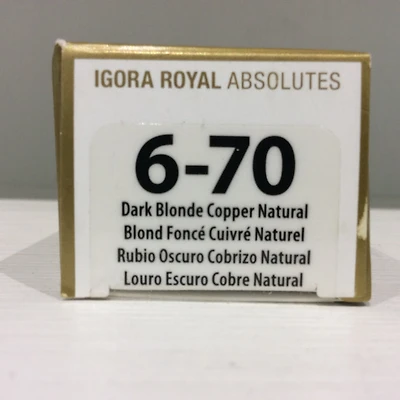 IGORA ROYAL ABSOLUTES
6-70
Dark Blonde Copper Natural
Blond Foncé Cuivré Naturel
Rubio Oscuro Cobrizo Natural
Louro Escuro Cobre Natural